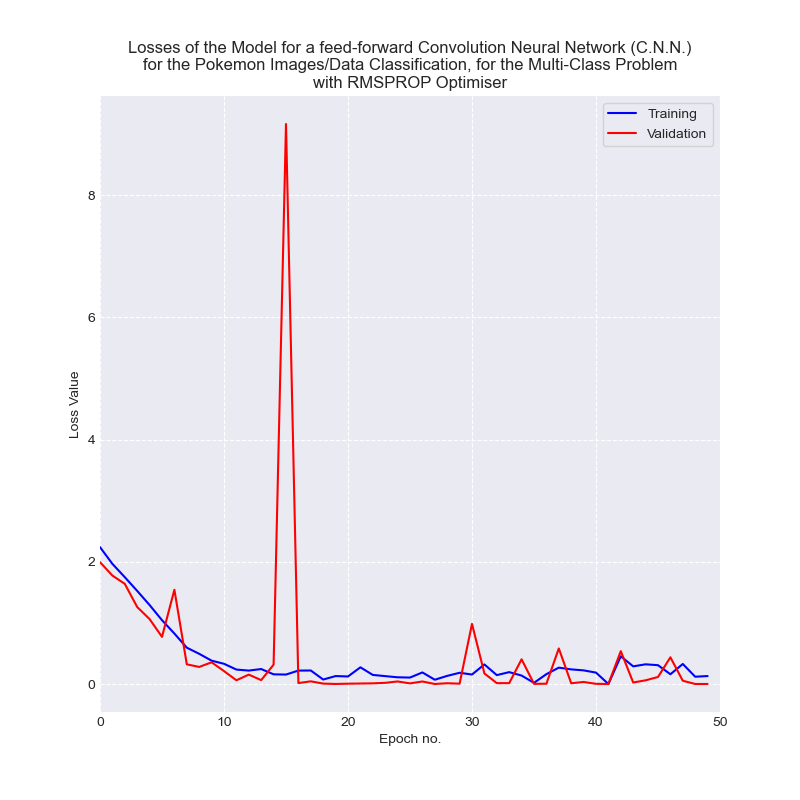 Losses of the Model for a feed-forward Convolution Neural Network (C.N.N.)
for the Pokemon Images/Data Classification, for the Multi-Class Problem
with RMSPROP Optimiser
Training
Validation
8
6
4
2
0
Loss Value
0 10 20 30 40 50
Epoch no.